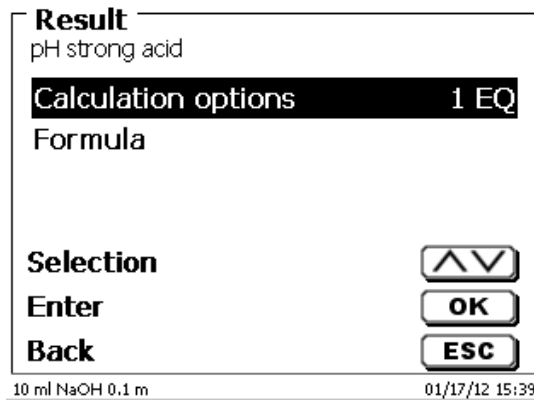 Result
pH strong acid
Calculation options 1 EQ
Formula
Selection
Enter OK
Back ESC
10 ml NaOH 0.1 m 01/17/12 15:39